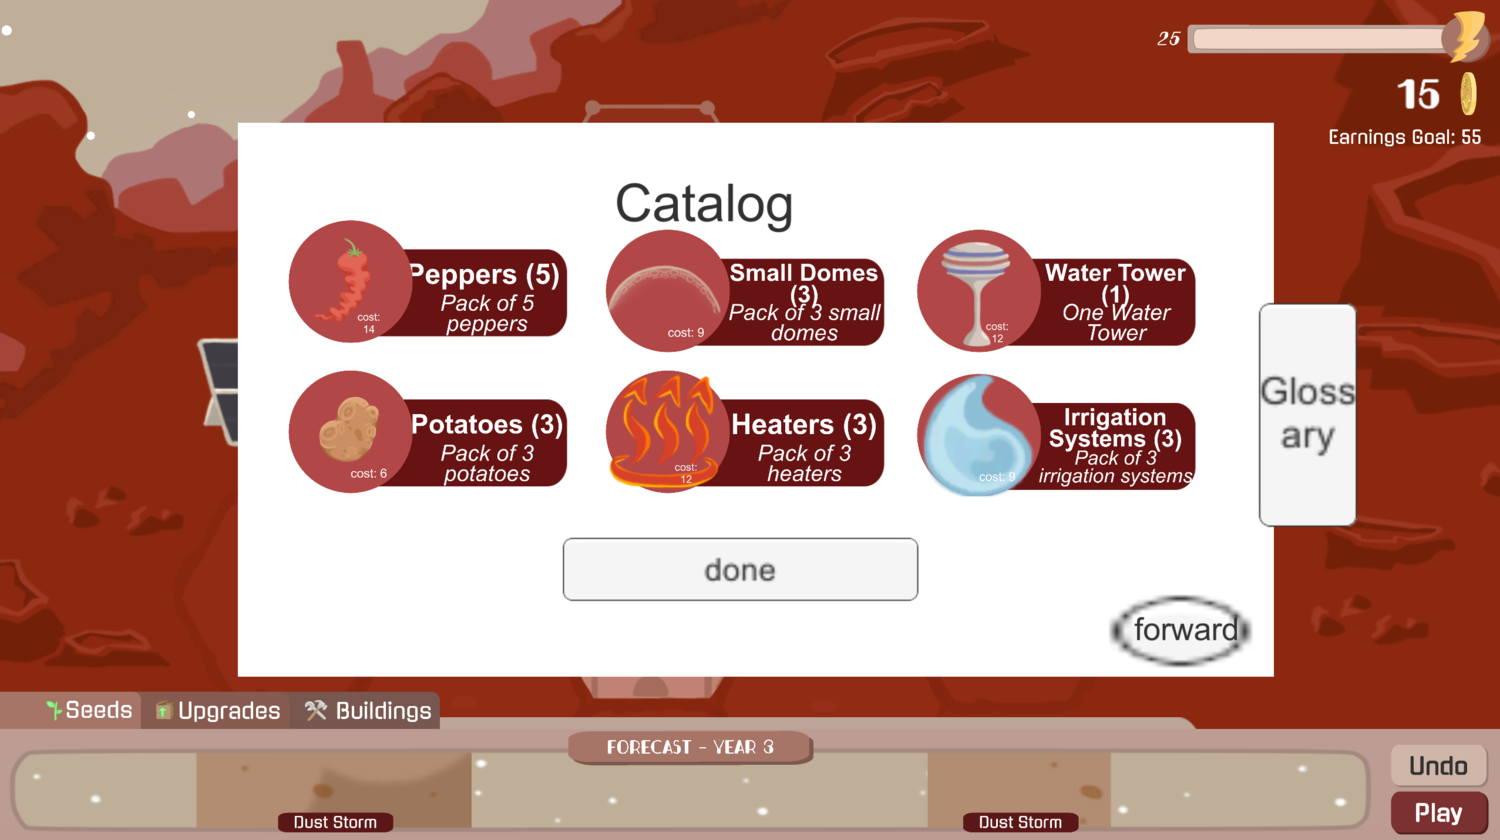 25
15
Earnings Goal: 55
Catalog
Peppers (5)
Pack of 5
peppers
cost:
14
Small Domes
(3)
Pack of 3 small
domes
cost: 9
Water Tower
(1)
One Water
Tower
cost:
12
Potatoes (3)
Pack of 3
potatoes
cost: 6
Heaters (3)
Pack of 3
heaters
cost:
12
Irrigation
Systems (3)
Pack of 3
irrigation systems
cost: 9
Gloss
ary
done
forward
Seeds
Upgrades
Buildings
FORECAST - YEAR 3
Dust Storm
Dust Storm
Undo
Play